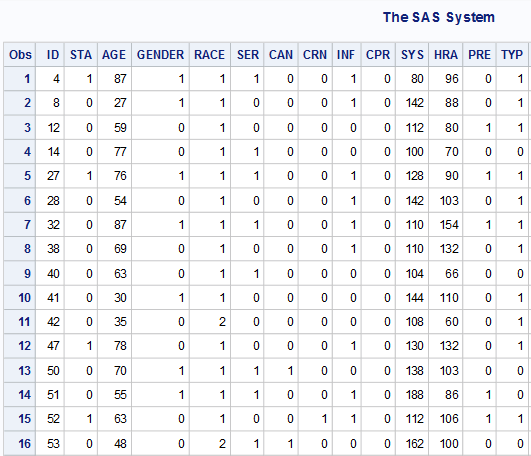 The SAS System
Obs ID STA AGE GENDER RACE SER CAN CRN INF CPR SYS HRA PRE TYP
1 4 1 87 1 1 1 0 0 1 0 80 96 0 1
2 8 0 27 1 1 0 0 0 1 0 142 88 0 1
3 12 0 59 0 1 0 0 0 0 0 112 80 1 1
4 14 0 77 0 1 1 0 0 0 0 100 70 0 0
5 27 1 76 1 1 1 0 0 1 0 128 90 1 1
6 28 0 54 0 1 0 0 0 1 0 142 103 0 1
7 32 0 87 1 1 1 0 0 1 0 110 154 1 1
8 38 0 69 0 1 0 0 0 1 0 110 132 0 1
9 40 0 63 0 1 1 0 0 0 0 104 66 0 0
10 41 0 30 1 1 0 0 0 0 0 144 110 0 1
11 42 0 35 0 2 0 0 0 0 0 108 60 0 1
12 47 1 78 0 1 0 0 0 1 0 130 132 0 1
13 50 0 70 1 1 1 1 0 0 0 138 103 0 0
14 51 0 55 1 1 1 0 0 1 0 188 86 1 0
15 52 1 63 0 1 0 0 1 1 0 112 106 1 1
16 53 0 48 0 2 1 1 0 0 0 162 100 0 0